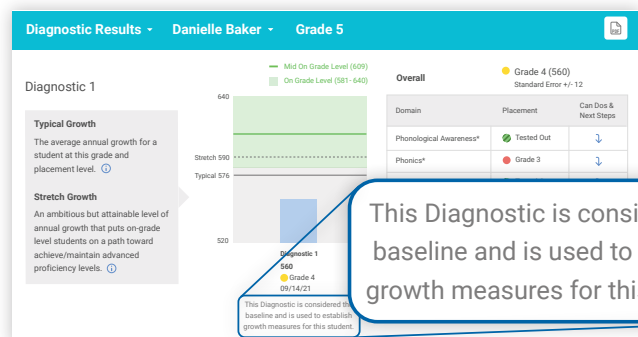 Diagnostic Results
Danielle Baker
Grade 5
PDF
Diagnostic 1
Typical Growth
The average annual growth for a
student at this grade and
placement level.
Stretch Growth
An ambitious but attainable level of
annual growth that puts on-grade
level students on a path toward
achieve/maintain advanced
proficiency levels.
Mid On Grade Level (609)
On Grade Level (581-640)
640
Stretch 590
Typical 576
520
Diagnostic 1
560
Grade 4
09/14/21
This Diagnostic is considered the
baseline and is used to establish
growth measures for this student.
Overall
Grade 4 (560)
Standard Error +/- 12
Domain
Placement
Can Dos &
Next Steps
Phonological Awareness*
Tested Out
Phonics*
Grade 3
This Diagnostic is consi
baseline and is used to
growth measures for thi